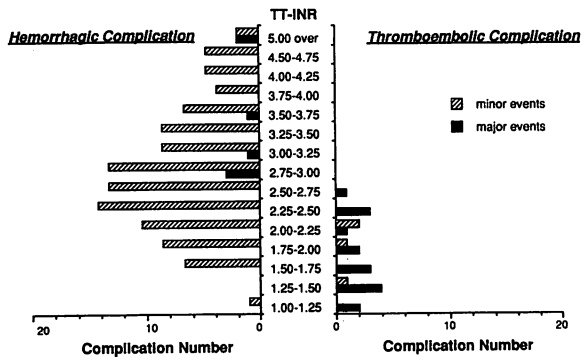 TT-INR
Hemorrhagic Complication
Thromboembolic Complication
5.00 over
4.50-4.75
4.00-4.25
3.75-4.00
3.50-3.75
3.25-3.50
3.00-3.25
2.75-3.00
2.50-2.75
2.25-2.50
2.00-2.25
1.75-2.00
1.50-1.75
1.25-1.50
1.00-1.25
minor events
major events
20 10 0 0 10 20
Complication Number
Complication Number